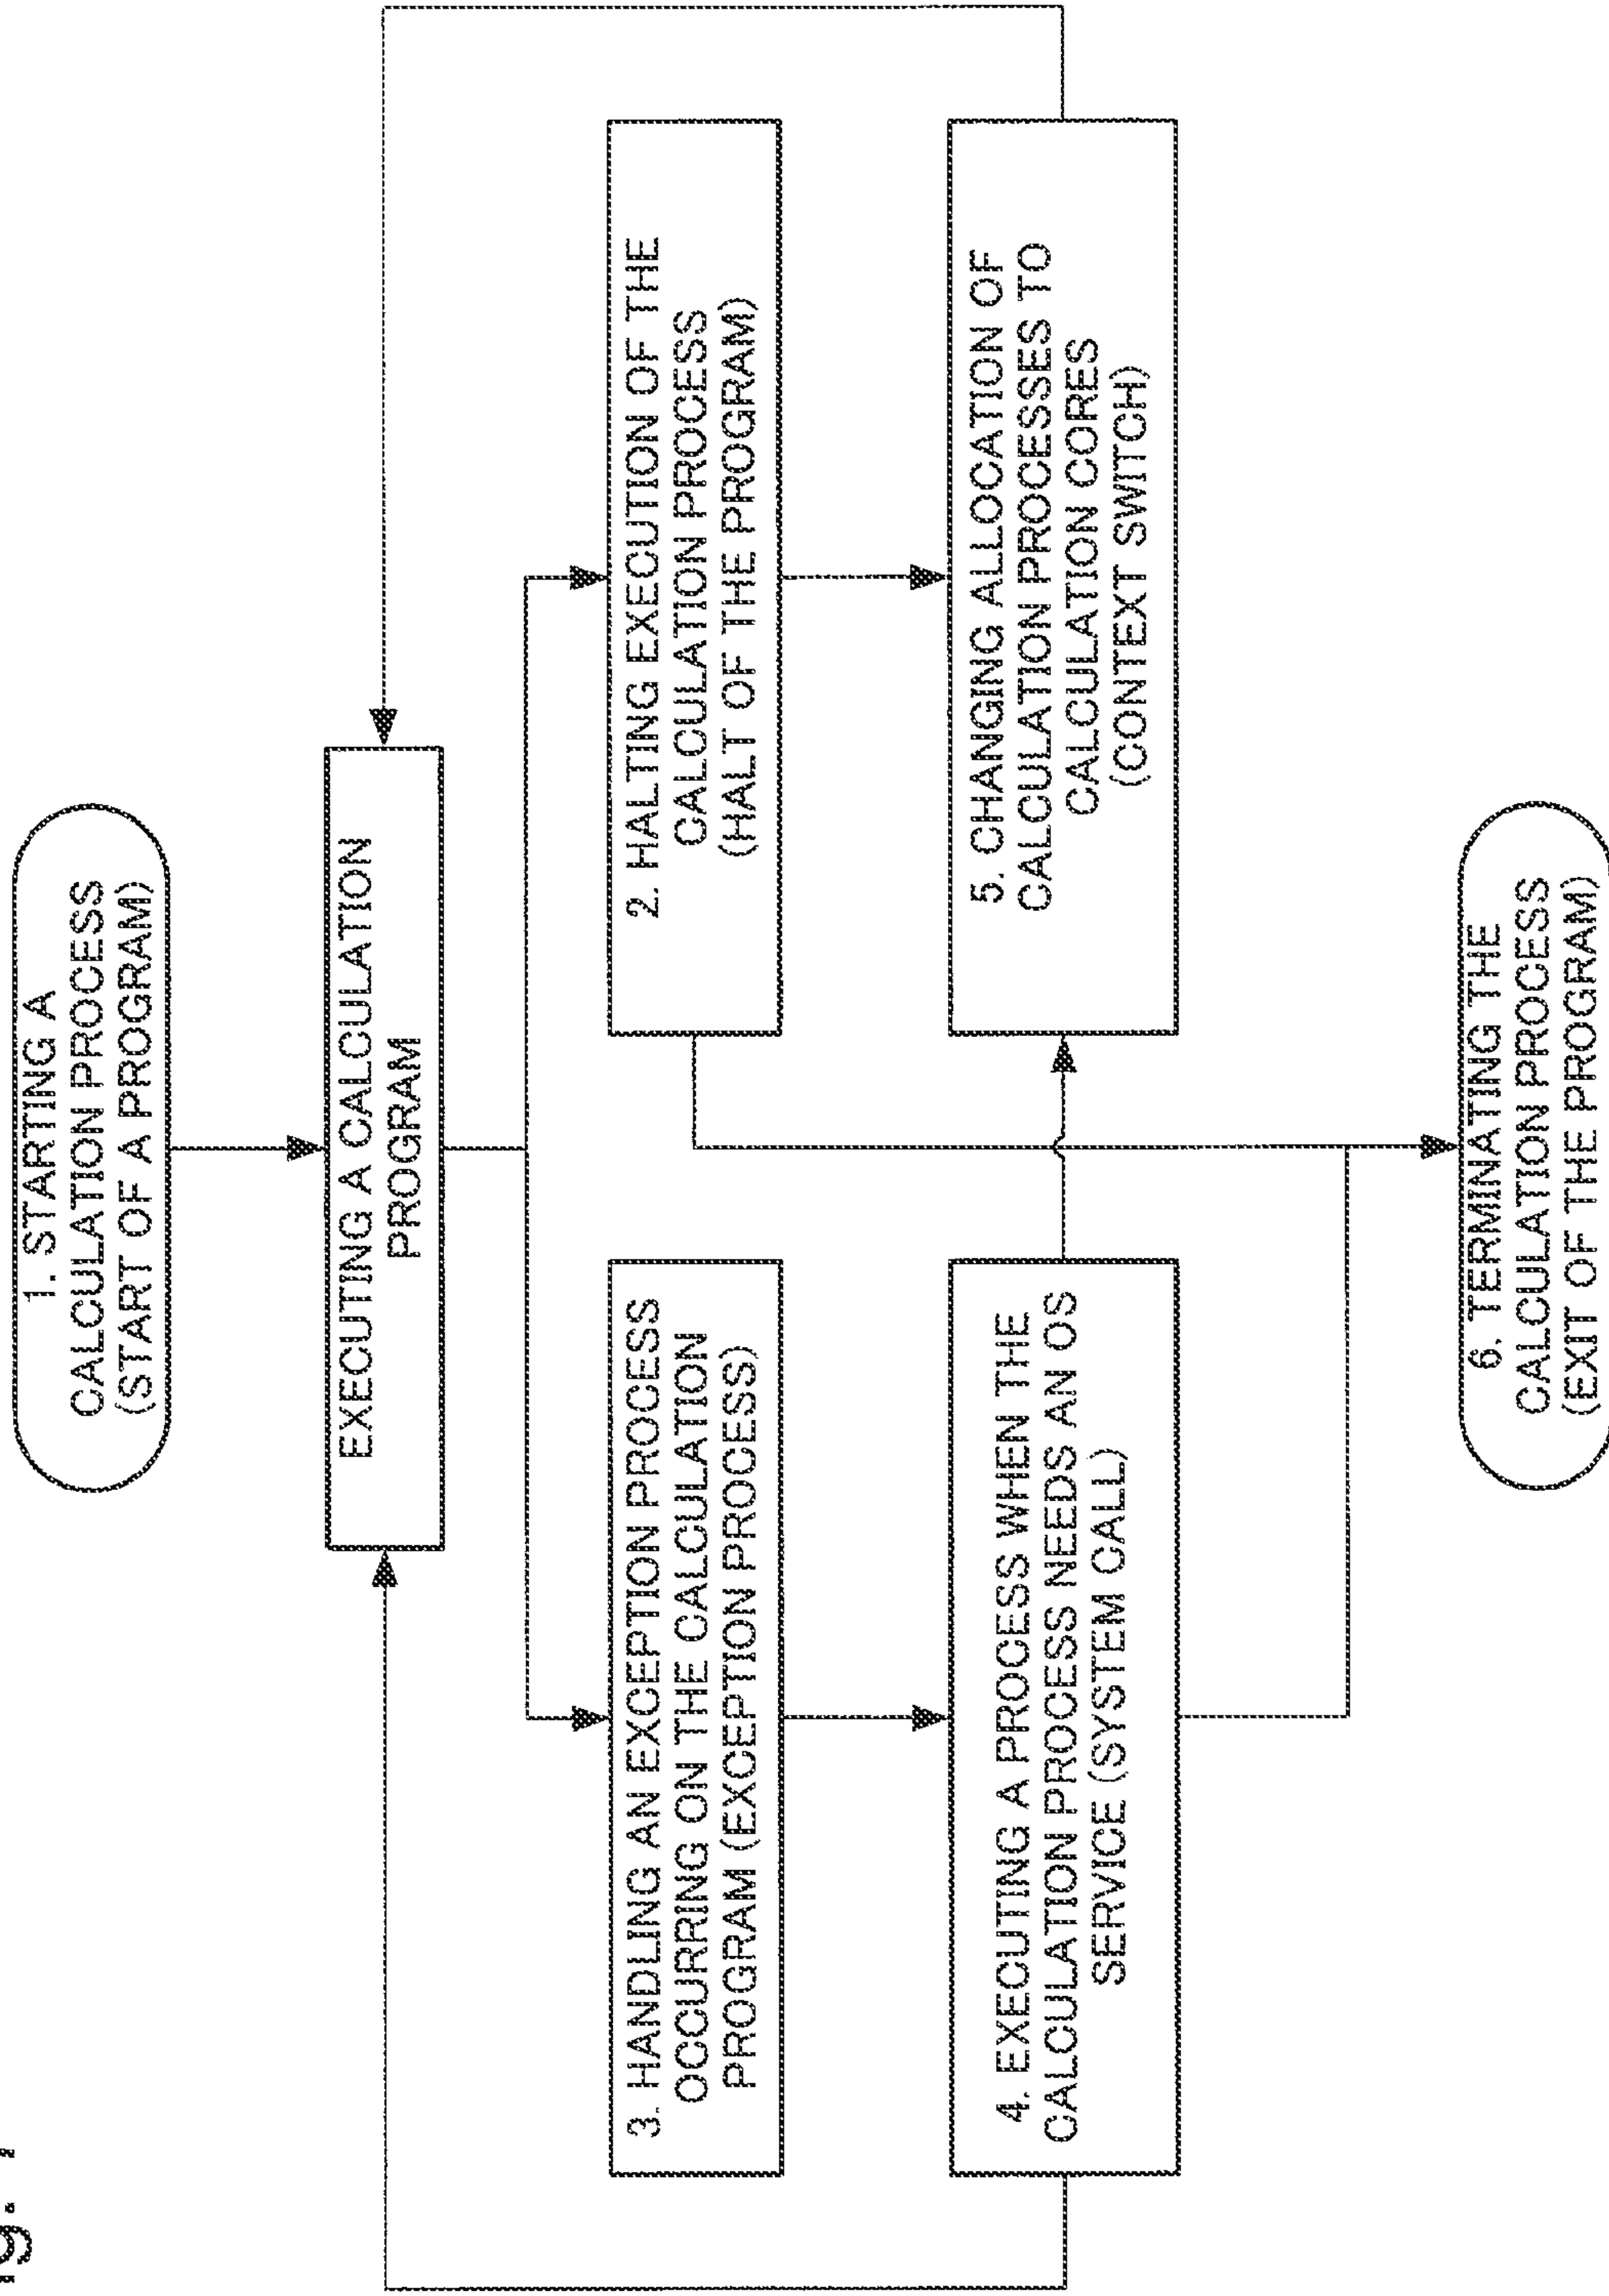 1. STARTING A
CALCULATION PROCESS
(START OF A PROGRAM)
EXECUTING A CALCULATION
PROGRAM
3. HANDLING AN EXCEPTION PROCESS
OCCURRING ON THE CALCULATION
PROGRAM (EXCEPTION PROCESS)
2. HALTING EXECUTION OF THE
CALCULATION PROCESS
(HALT OF THE PROGRAM)
4. EXECUTING A PROCESS WHEN THE
CALCULATION PROCESS NEEDS AN OS
SERVICE (SYSTEM CALL)
5. CHANGING ALLOCATION OF
CALCULATION PROCESSES TO
CALCULATION CORES
(CONTEXT SWITCH)
6. TERMINATING THE
CALCULATION PROCESS
(EXIT OF THE PROGRAM)